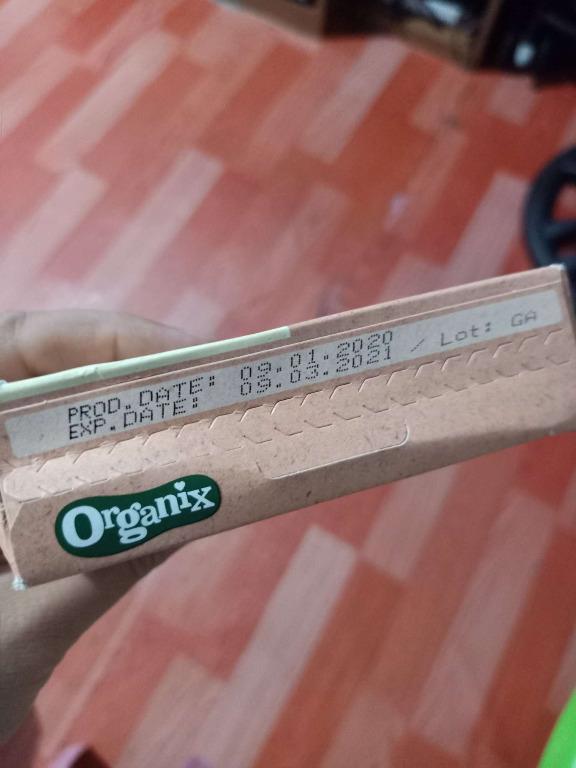 PROD.DATE: 09.01.2020
EXP.DATE: 09.03.2021 / Lot: GA
Organix